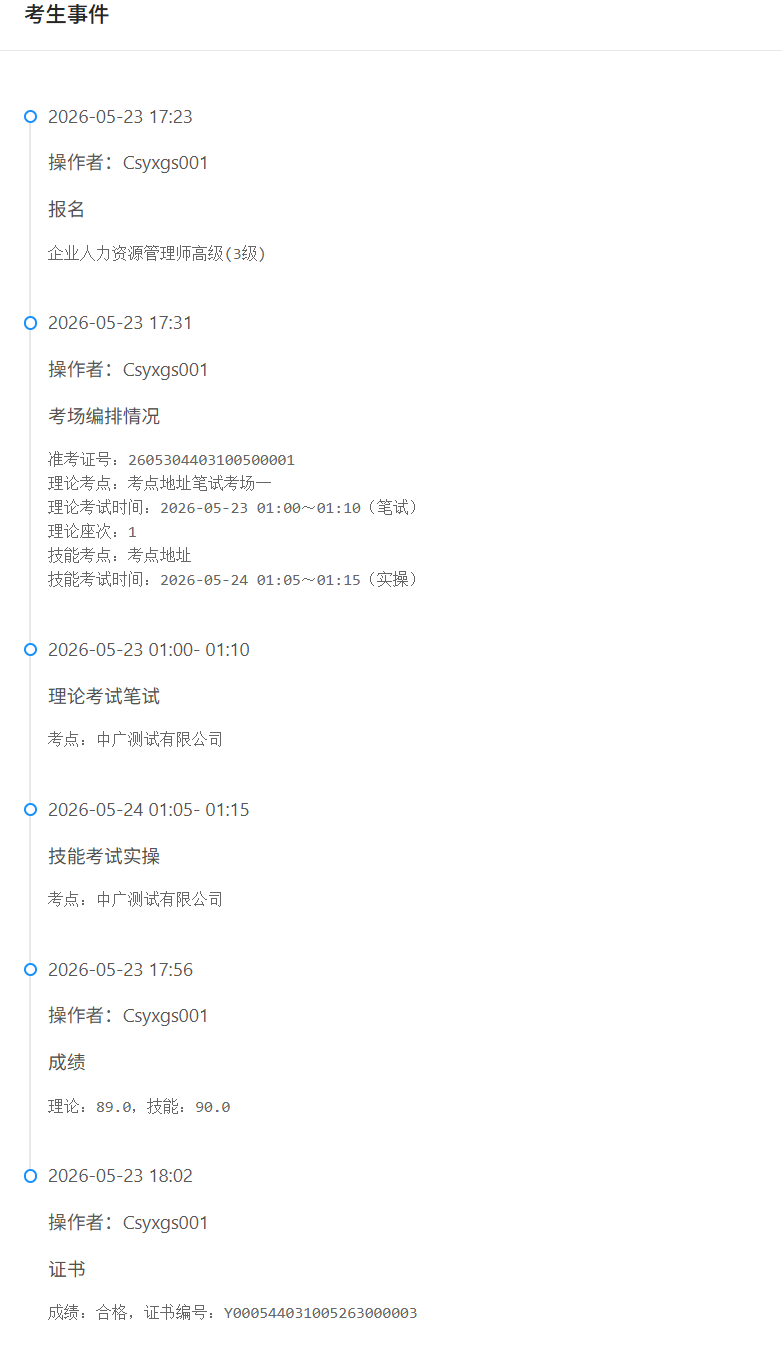 考生事件
2026-05-23 17:23
操作者：Csyxgs001
报名
企业人力资源管理师高级(3级)
2026-05-23 17:31
操作者：Csyxgs001
考场编排情况
准考证号：2605304403100500001
理论考点：考点地址笔试考场一
理论考试时间：2026-05-23 01:00～01:10（笔试）
理论座次：1
技能考点：考点地址
技能考试时间：2026-05-24 01:05～01:15（实操）
2026-05-23 01:00- 01:10
理论考试笔试
考点：中广测试有限公司
2026-05-24 01:05- 01:15
技能考试实操
考点：中广测试有限公司
2026-05-23 17:56
操作者：Csyxgs001
成绩
理论：89.0，技能：90.0
2026-05-23 18:02
操作者：Csyxgs001
证书
成绩：合格，证书编号：Y000544031005263000003